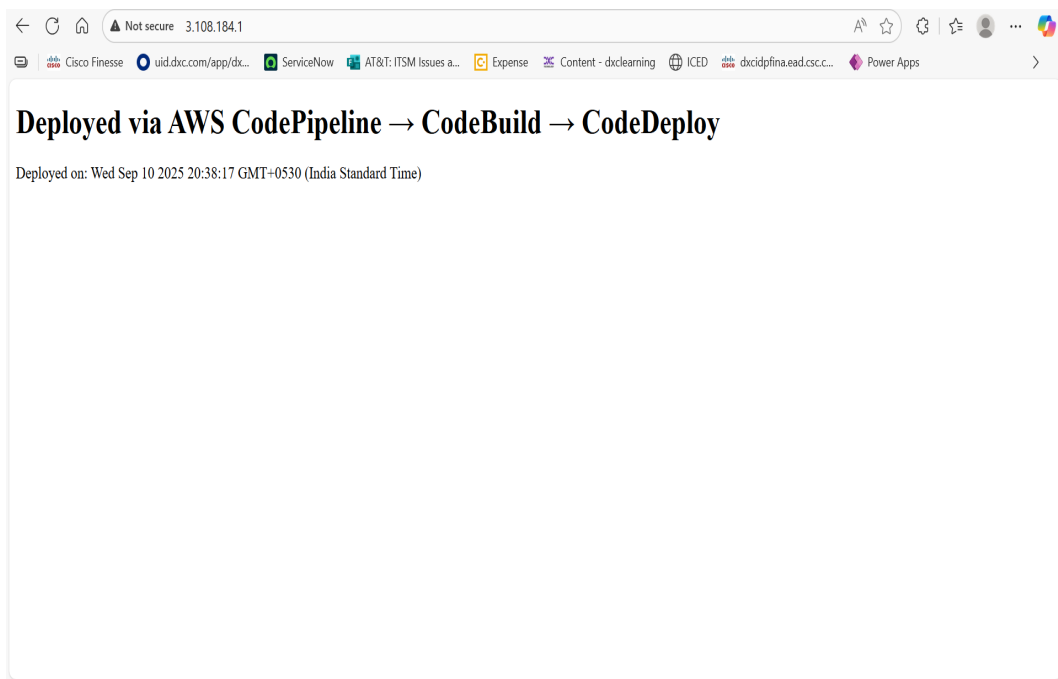 Not secure 3.108.184.1
Cisco Finesse uid.dxc.com/app/dx... ServiceNow AT&T: ITSM Issues a... Expense Content - dxclearning ICED dxcidpfina.ead.csc.c... Power Apps
Deployed via AWS CodePipeline → CodeBuild → CodeDeploy
Deployed on: Wed Sep 10 2025 20:38:17 GMT+0530 (India Standard Time)